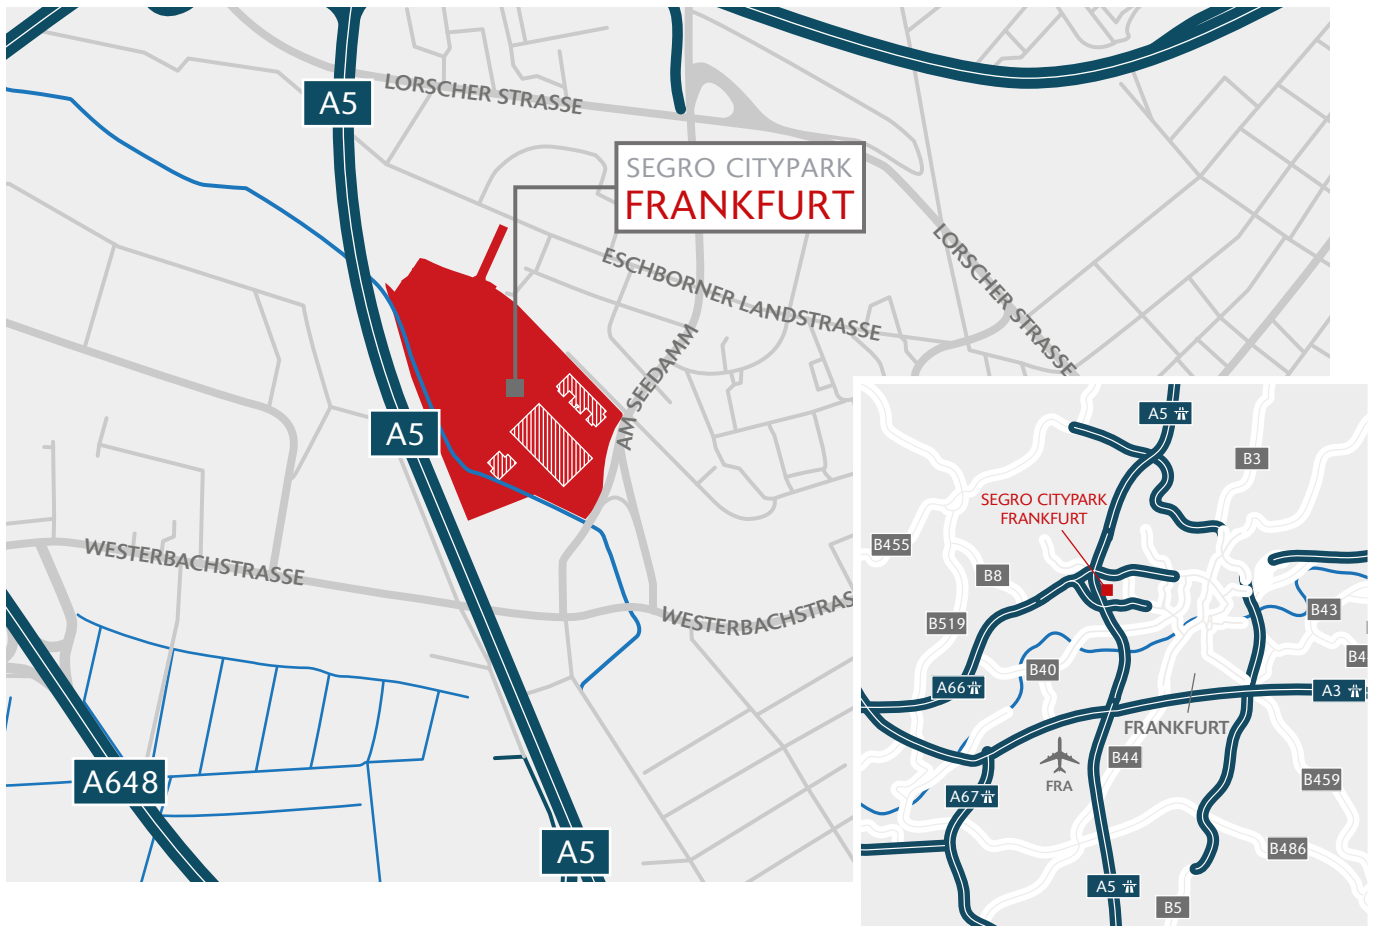 A5
LORSCHER STRASSE
SEGRO CITYPARK
FRANKFURT
LORSCHER STRASSE
ESCHBORNER LANDSTRASSE
AM SEEDAMM
A5
WESTERBACHSTRASSE
WESTERBACHSTRAS
A648
A5
A5
B3
SEGRO CITYPARK
FRANKFURT
B455
B8
B43
B519
B4
B40
A66
A3
FRANKFURT
B44
FRA
B459
A67
B486
A5
B5